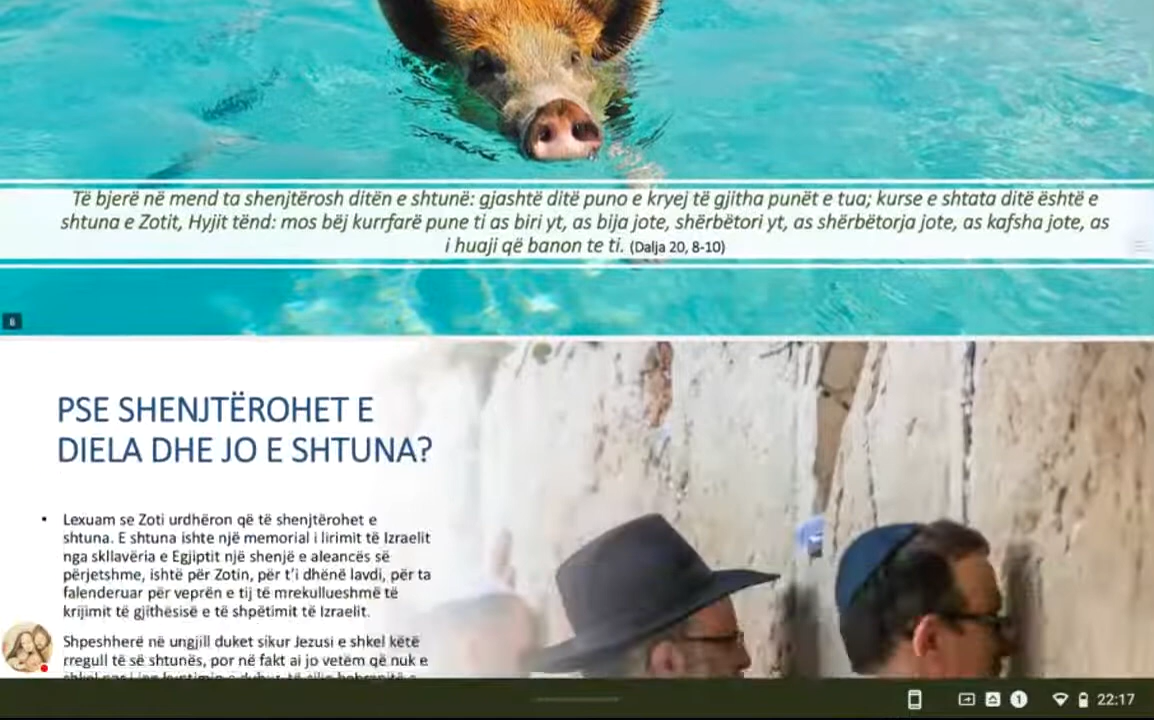 Të bjerë në mend ta shenjtërosh ditën e shtunë: gjashtë ditë puno e kryej të gjitha punët e tua; kurse e shtata ditë është e
shtuna e Zotit, Hyjit tënd: mos bëj kurrfarë pune ti as biri yt, as bija jote, shërbëtori yt, as shërbëtorja jote, as kafsha jote, as
i huaji që banon te ti. (Dalja 20, 8-10)
PSE SHENJTËROHET E
DIELA DHE JO E SHTUNA?
• Lexuam se Zoti urdhëron që të shenjtërohet e
shtuna. E shtuna ishte një memorial i lirimit të Izraelit
nga skllavëria e Egjiptit një shenjë e aleancës së
përjetshme, ishtë për Zotin, për t'i dhënë lavdi, për ta
falenderuar për veprën e tij të mrekullueshmë të
krijimit të gjithësisë e të shpëtimit të Izraelit.
Shpeshherë në ungjill duket sikur Jezusi e shkel këtë
rregull të së shtunës, por në fakt ai jo vetëm që nuk e
1
22:17